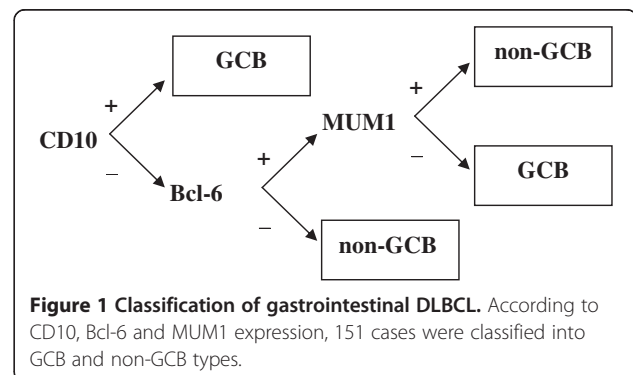 GCB
non-GCB
+
+
+
CD10
MUM1
–
+
–
Bcl-6
GCB
–
non-GCB
Figure 1 Classification of gastrointestinal DLBCL. According to
CD10, Bcl-6 and MUM1 expression, 151 cases were classified into
GCB and non-GCB types.